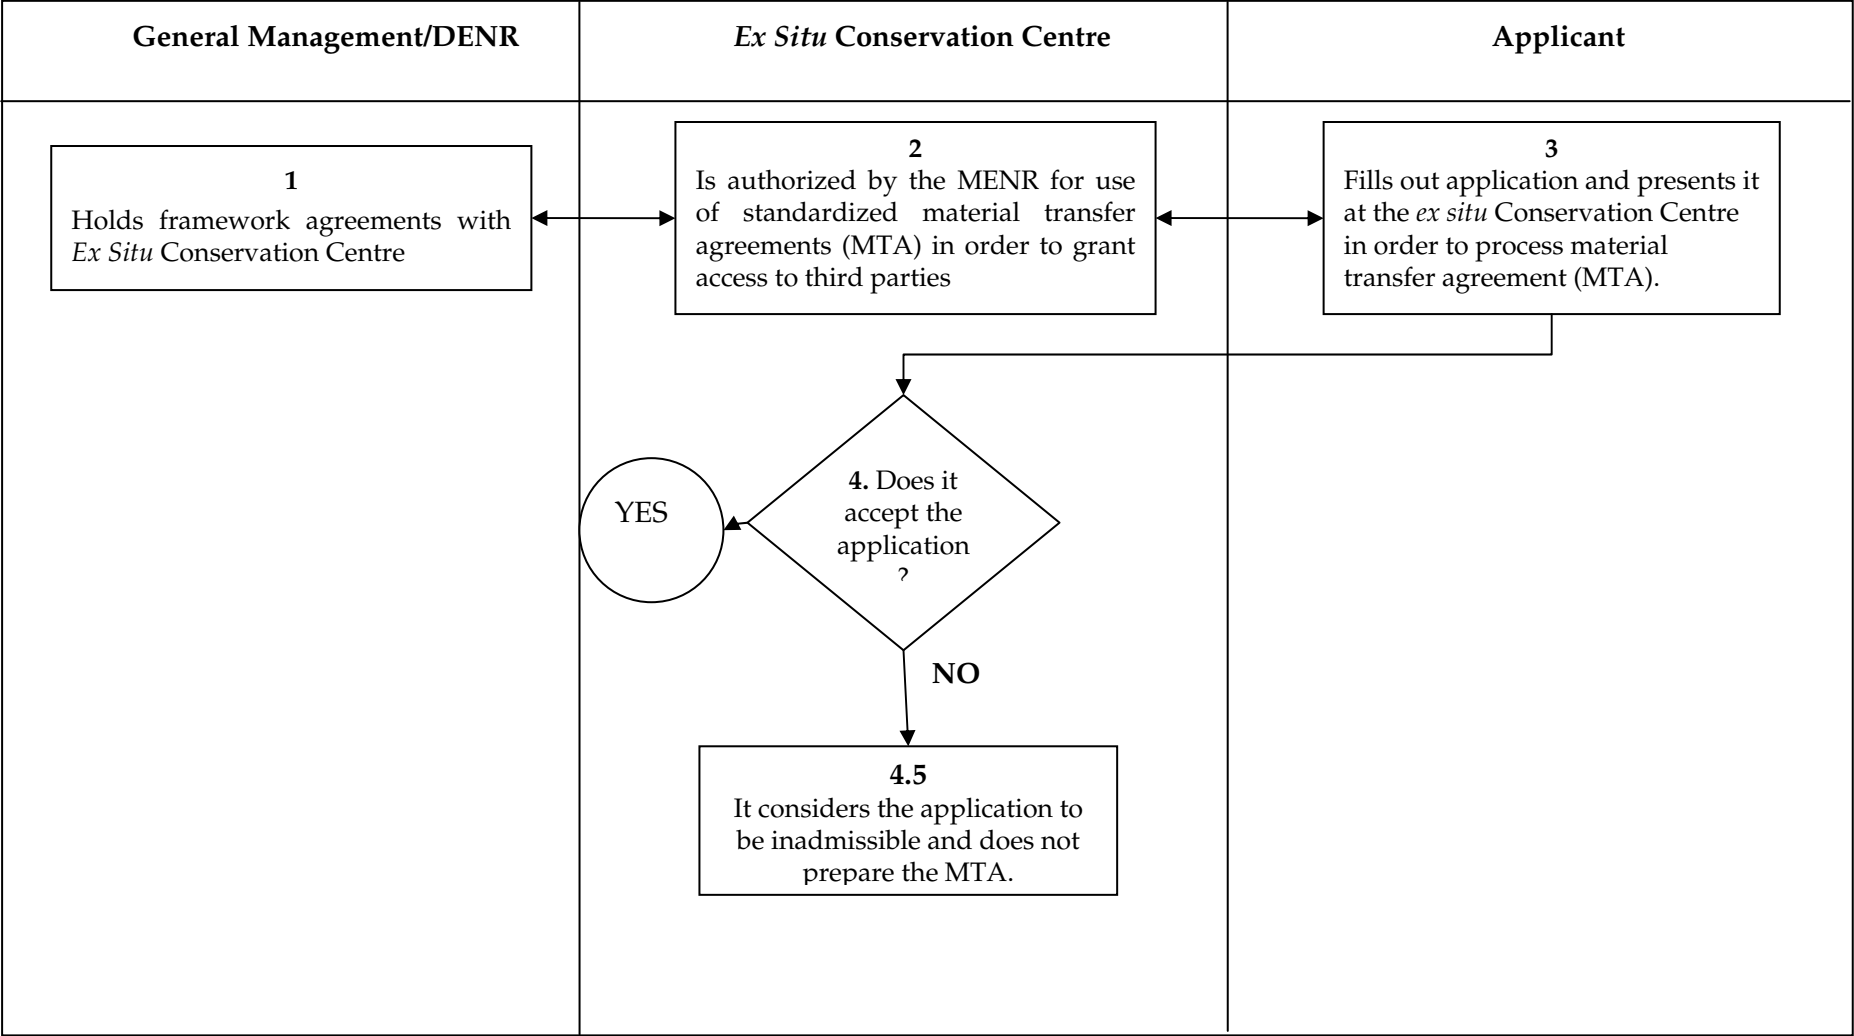 General Management/DENR
Ex Situ Conservation Centre
Applicant
1
Holds framework agreements with
Ex Situ Conservation Centre
2
Is authorized by the MENR for use
of standardized material transfer
agreements (MTA) in order to grant
access to third parties
3
Fills out application and presents it
at the ex situ Conservation Centre
in order to process material
transfer agreement (MTA).
4. Does it
accept the
application
?
YES
NO
4.5
It considers the application to
be inadmissible and does not
prepare the MTA.